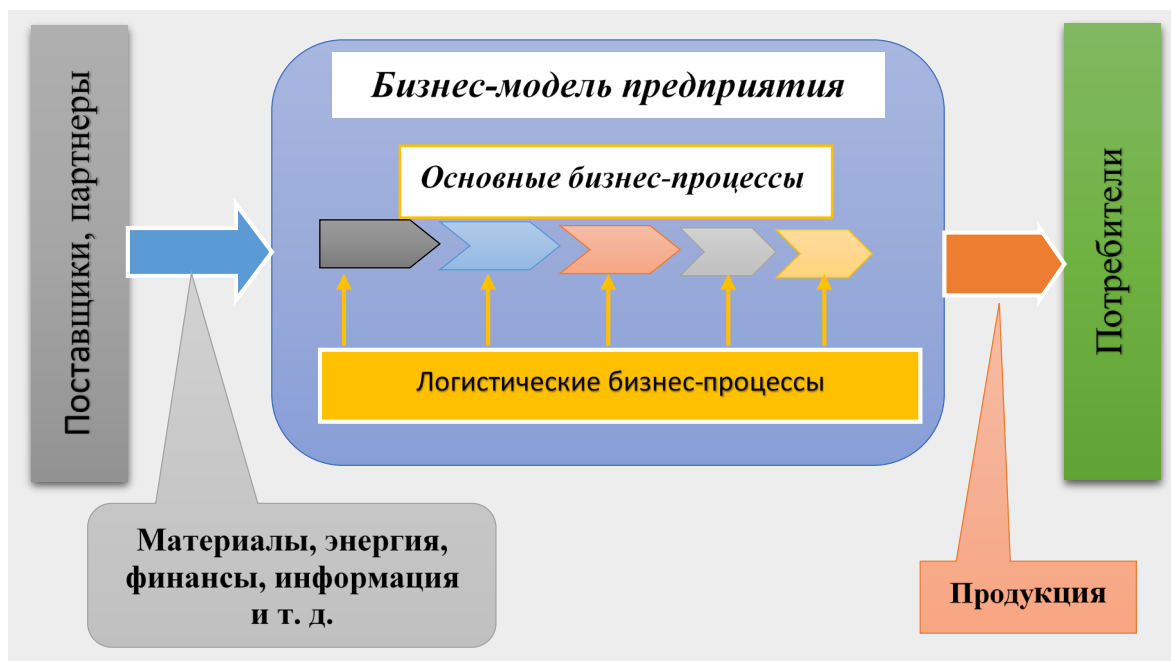 Поставщики, партнеры
Бизнес-модель предприятия
Основные бизнес-процессы
Логистические бизнес-процессы
Потребители
Материалы, энергия,
финансы, информация
и т. д.
Продукция